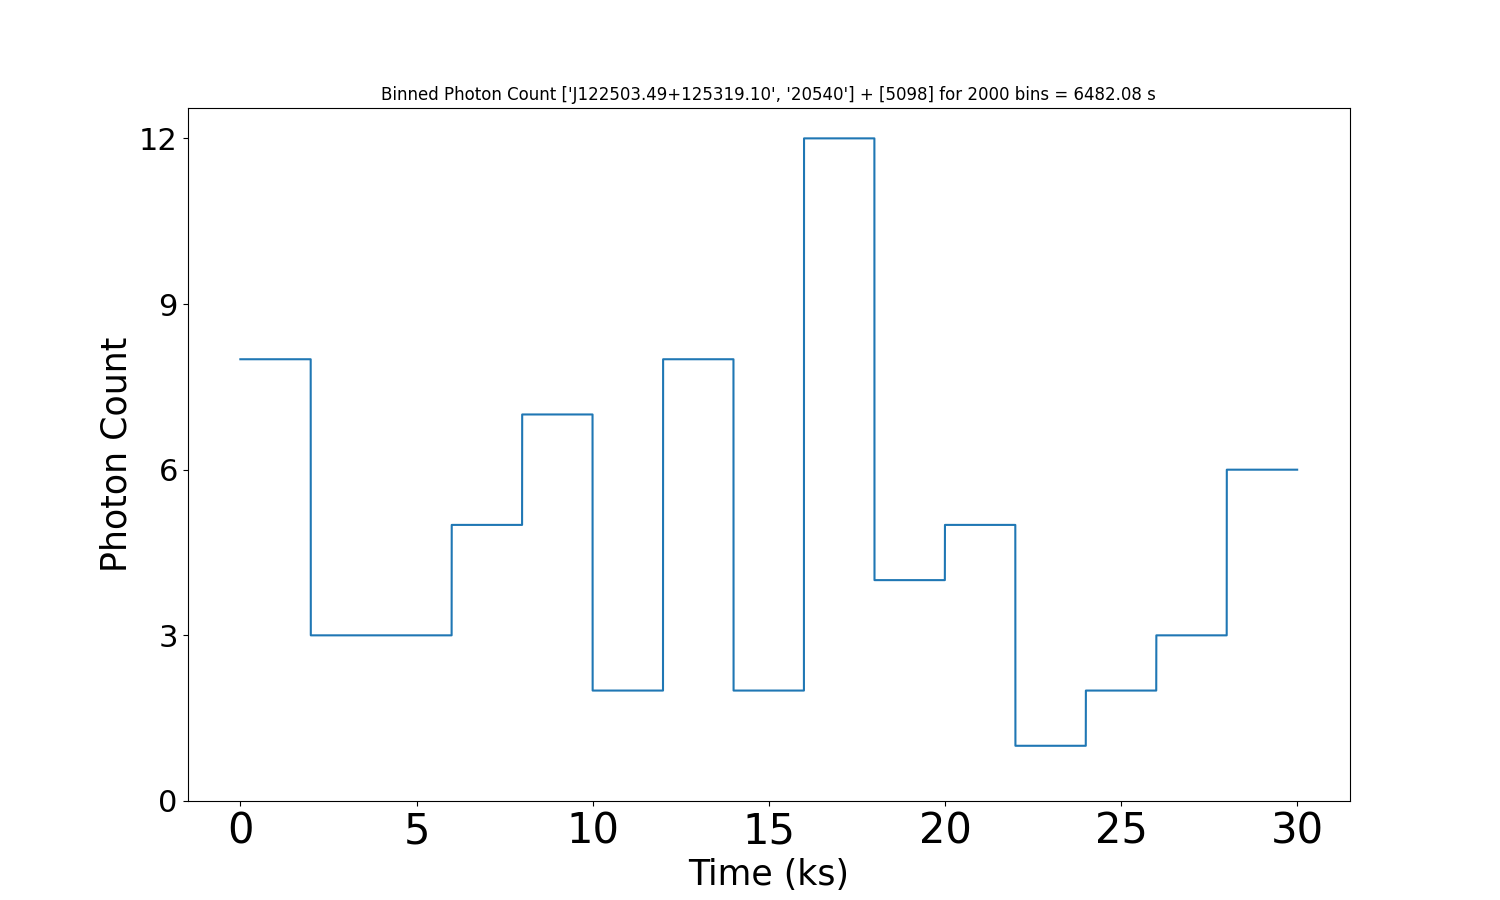 Binned Photon Count ['J122503.49+125319.10', '20540'] + [5098] for 2000 bins = 6482.08 s
12
9
6
3
0
Photon Count
0 5 10 15 20 25 30
Time (ks)